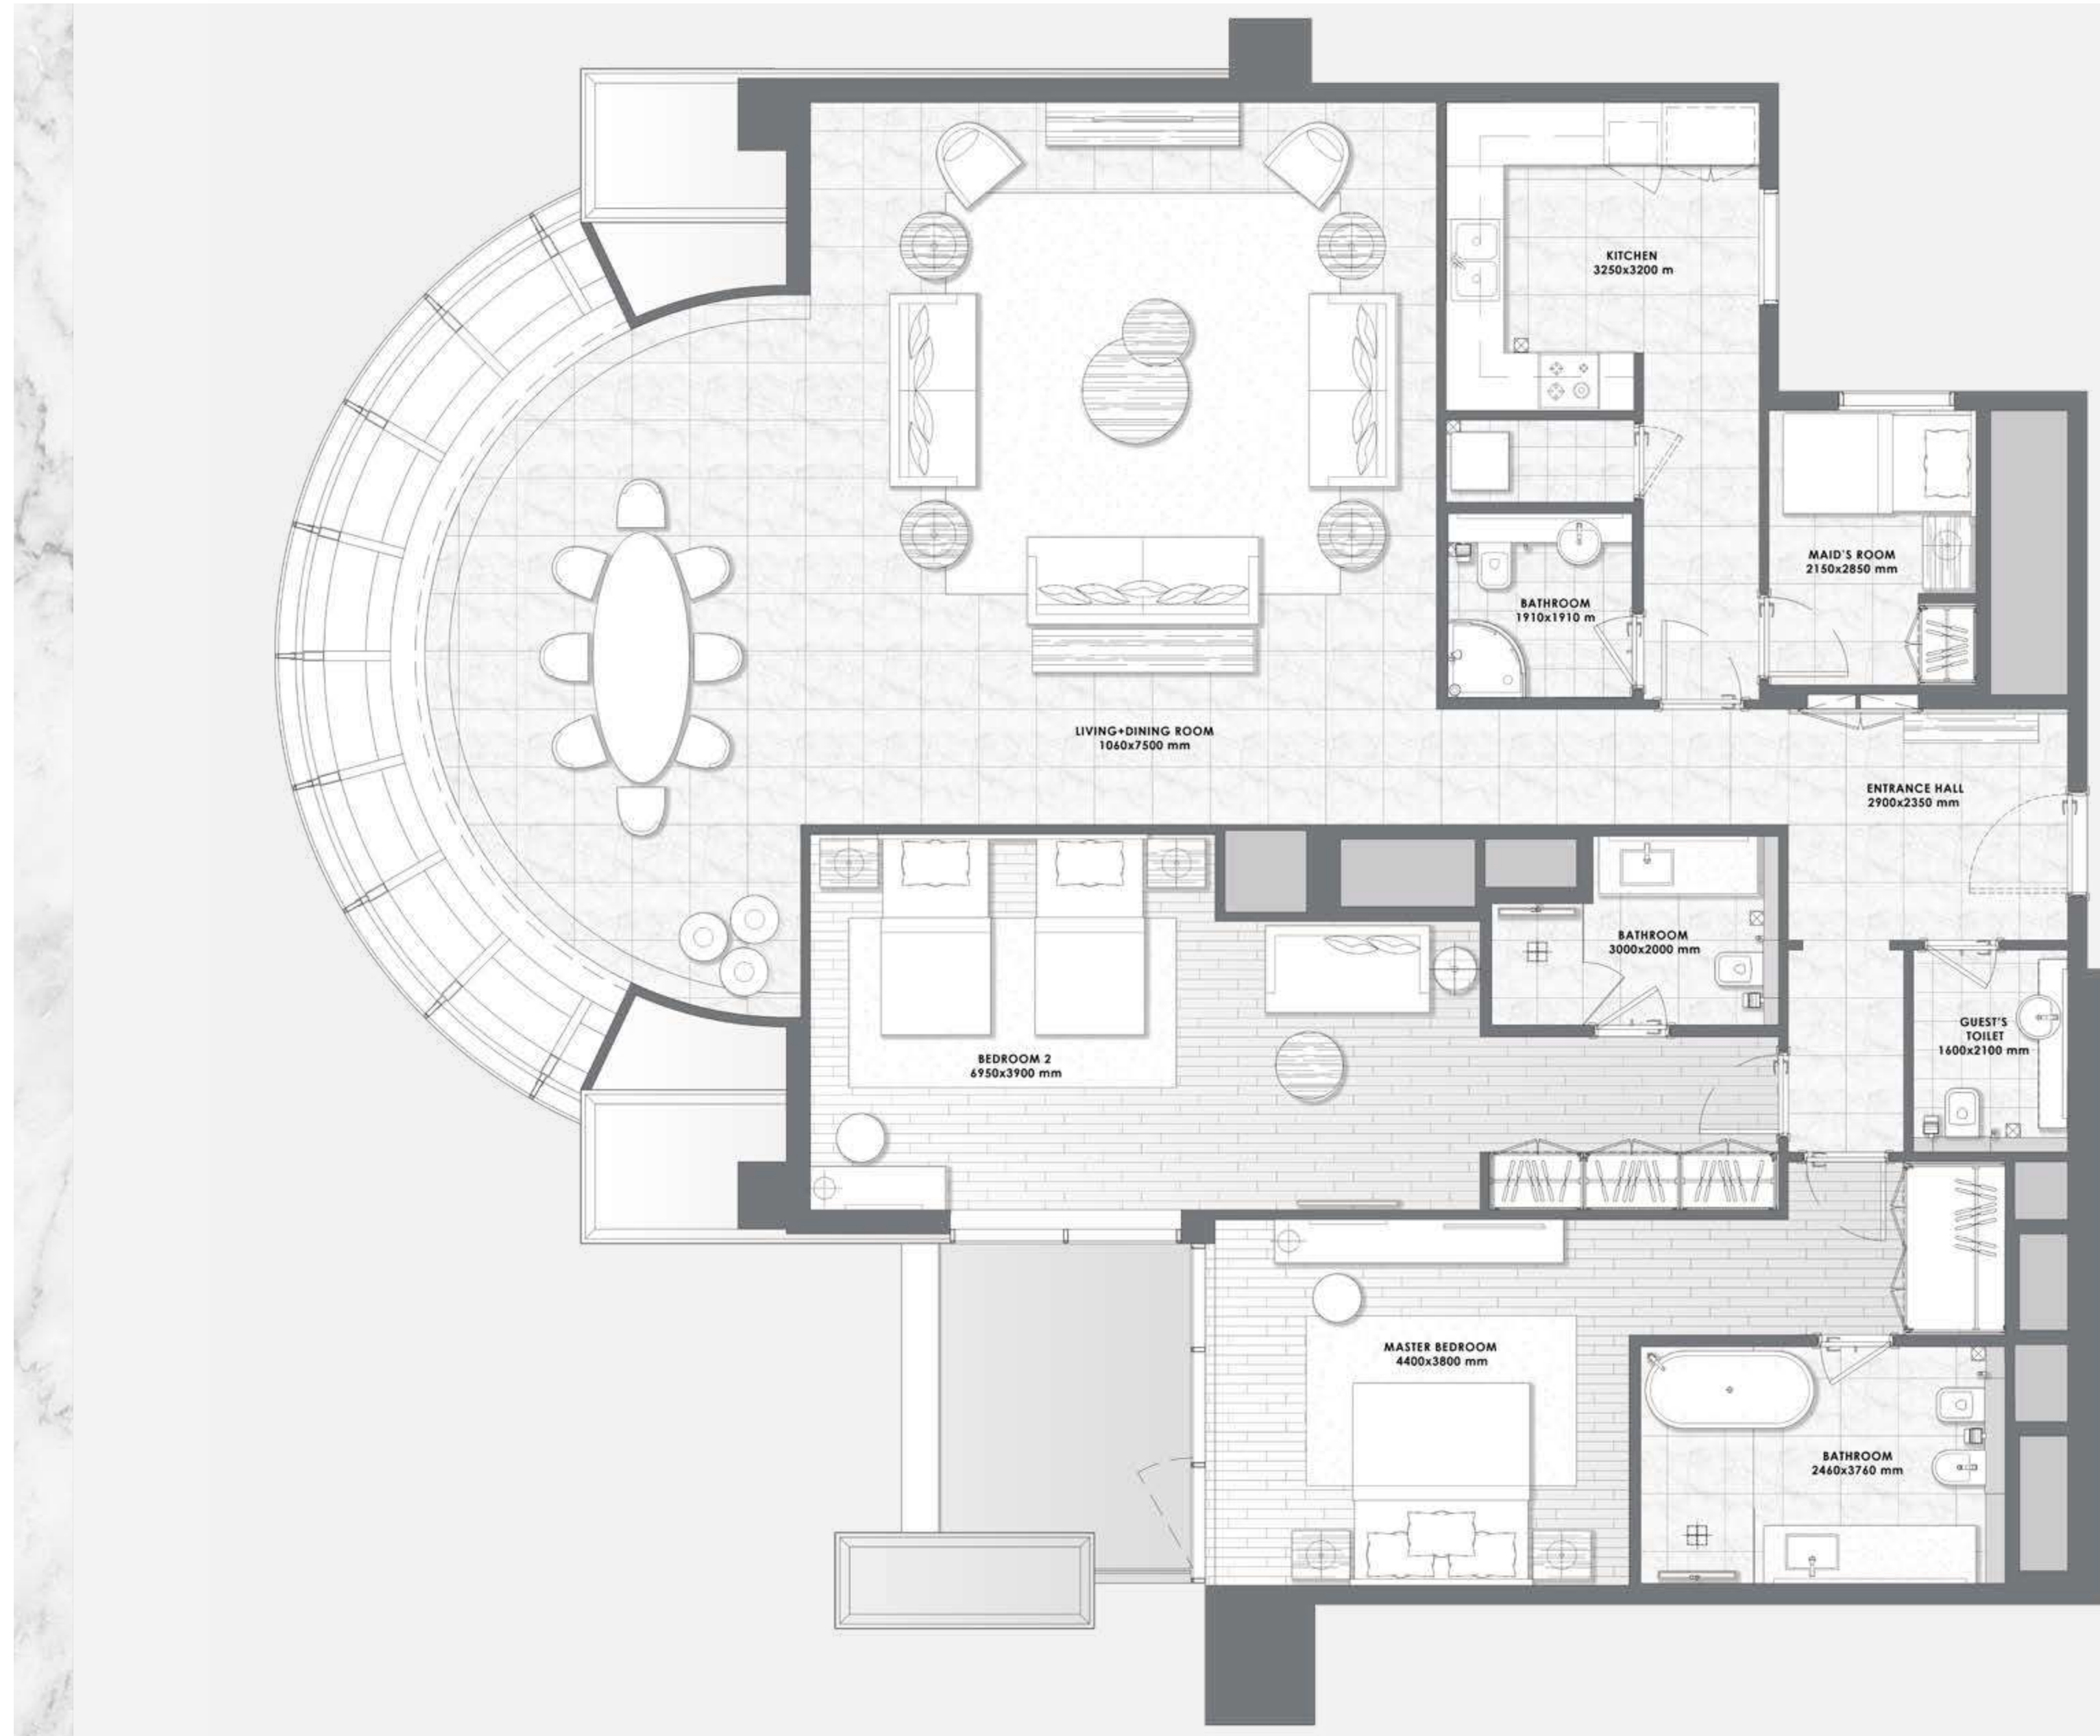 KITCHEN
3250x3200 m
MAID'S ROOM
2150x2850 mm
BATHROOM
1910x1910 m
LIVING+DINING ROOM
1060x7500 mm
ENTRANCE HALL
2900x2350 mm
BATHROOM
3000x2000 mm
GUEST'S
TOILET
1600x2100 mm
BEDROOM 2
6950x3900 mm
MASTER BEDROOM
4400x3800 mm
BATHROOM
2460x3760 mm